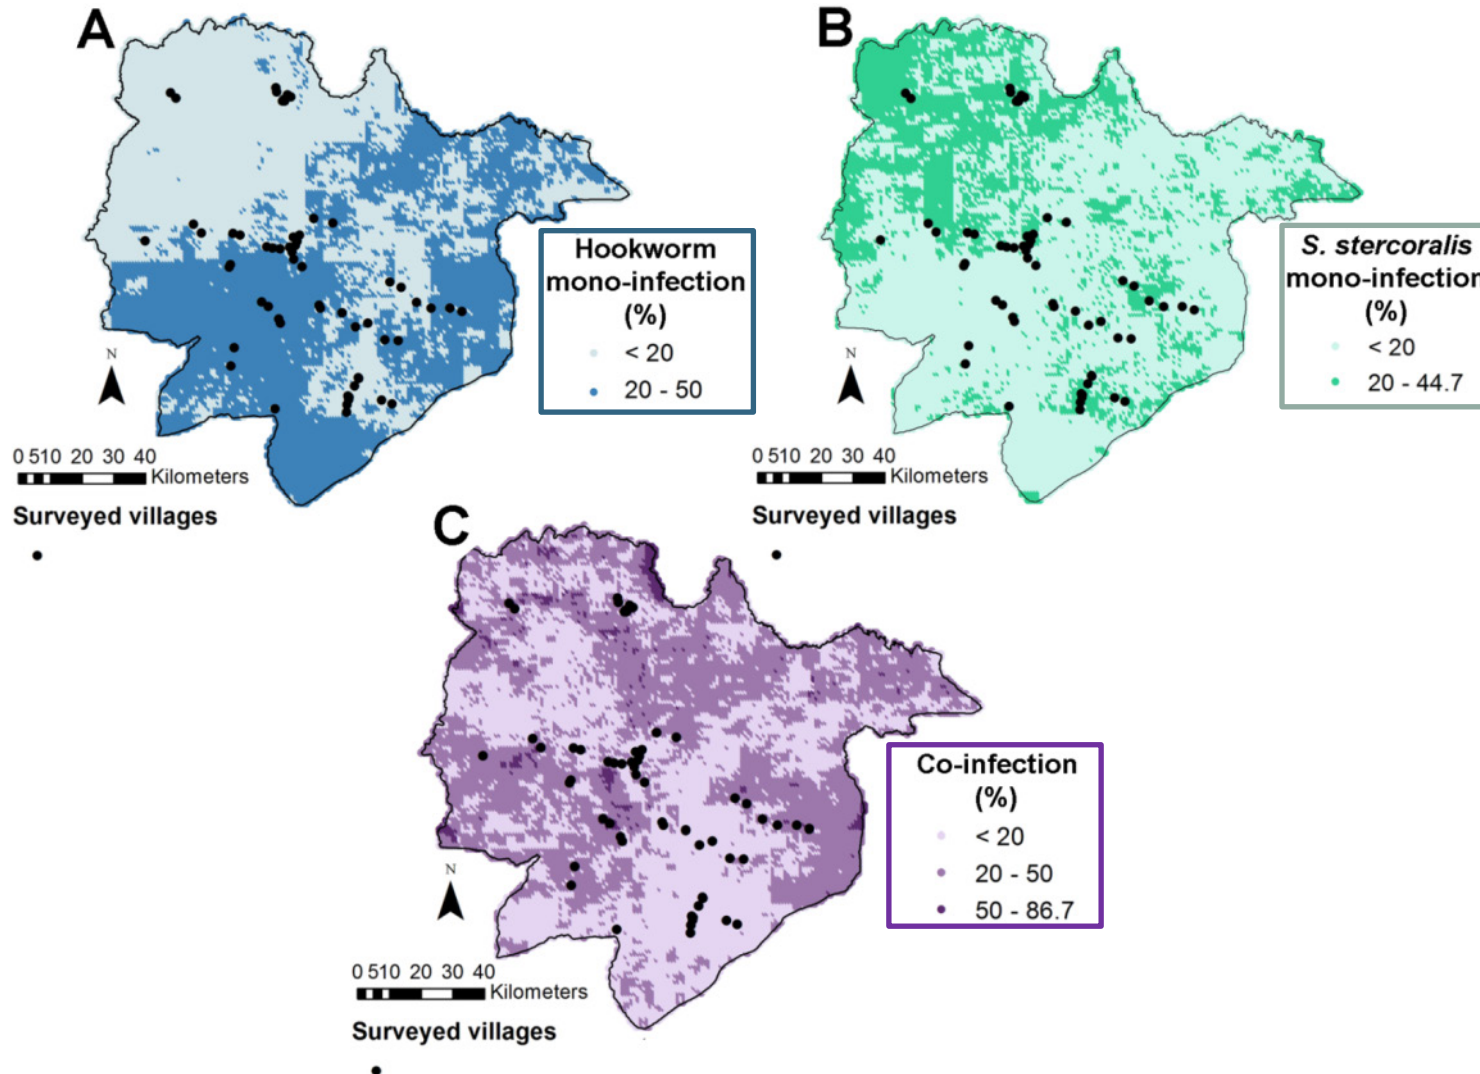 A
Hookworm
mono-infection
(%)
< 20
20 - 50
N
0 510 20 30 40
Kilometers
Surveyed villages
B
S. stercoralis
mono-infection
(%)
< 20
20 - 44.7
N
0 510 20 30 40
Kilometers
Surveyed villages
C
Co-infection
(%)
< 20
20 - 50
50 - 86.7
N
0 510 20 30 40
Kilometers
Surveyed villages